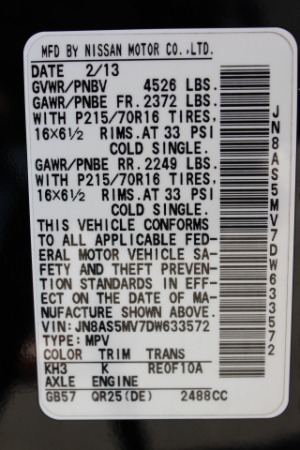 MFD BY NISSAN MOTOR CO.,LTD.
DATE 2/13
GVWR/PNBV 4526 LBS.
GAWR/PNBE FR. 2372 LBS.
WITH P215/70R16 TIRES,
16X6½ RIMS.AT 33 PSI
COLD SINGLE.
GAWR/PNBE RR. 2249 LBS.
WITH P215/70R16 TIRES,
16X6½ RIMS.AT 33 PSI
COLD SINGLE.
THIS VEHICLE CONFORMS
TO ALL APPLICABLE FED-
ERAL MOTOR VEHICLE SA-
FETY AND THEFT PREVEN-
TION STANDARDS IN EFF-
ECT ON THE DATE OF MA-
NUFACTURE SHOWN ABOVE.
VIN:JN8AS5MV7DW633572
TYPE:MPV
COLOR TRIM TRANS
KH3 K RE0F10A
AXLE ENGINE
GB57 QR25(DE) 2488CC
JN8AS5MV7DW633572